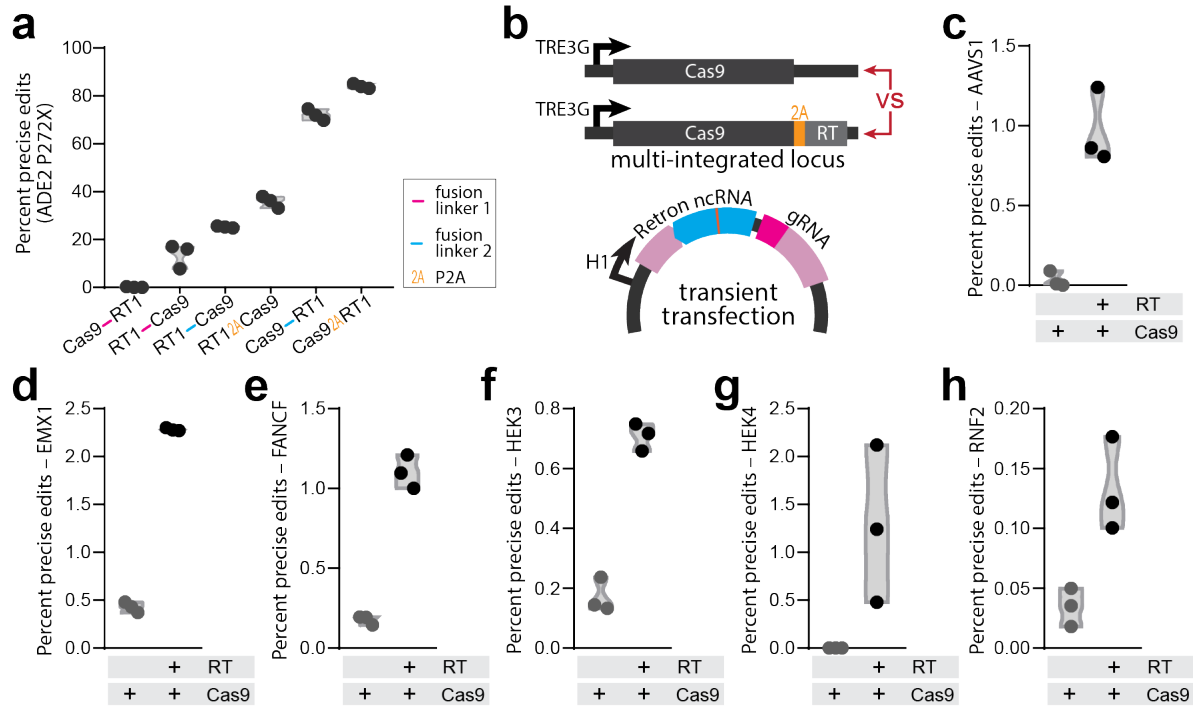 a
Percent precise edits
(ADE2 P272X)
100
80
60
40
20
0
Cas9–RT1
RT1–Cas9
RT1–Cas9
RT1 2A Cas9
Cas9–RT1
Cas9 2A RT1
fusion
linker 1
fusion
linker 2
2A P2A
b
TRE3G
Cas9
VS
TRE3G
2A
Cas9
RT
multi-integrated locus
Retron ncRNA
gRNA
H1
transient
transfection
c
Percent precise edits – AAVS1
1.5
1.0
0.5
0.0
+ RT
+ + Cas9
d
Percent precise edits – EMX1
2.5
2.0
1.5
1.0
0.5
0.0
+ RT
+ + Cas9
e
Percent precise edits – FANCF
1.5
1.0
0.5
0.0
+ RT
+ + Cas9
f
Percent precise edits – HEK3
0.8
0.6
0.4
0.2
0.0
+ RT
+ + Cas9
g
Percent precise edits – HEK4
2.5
2.0
1.5
1.0
0.5
0.0
+ RT
+ + Cas9
h
Percent precise edits – RNF2
0.20
0.15
0.10
0.05
0.00
+ RT
+ + Cas9